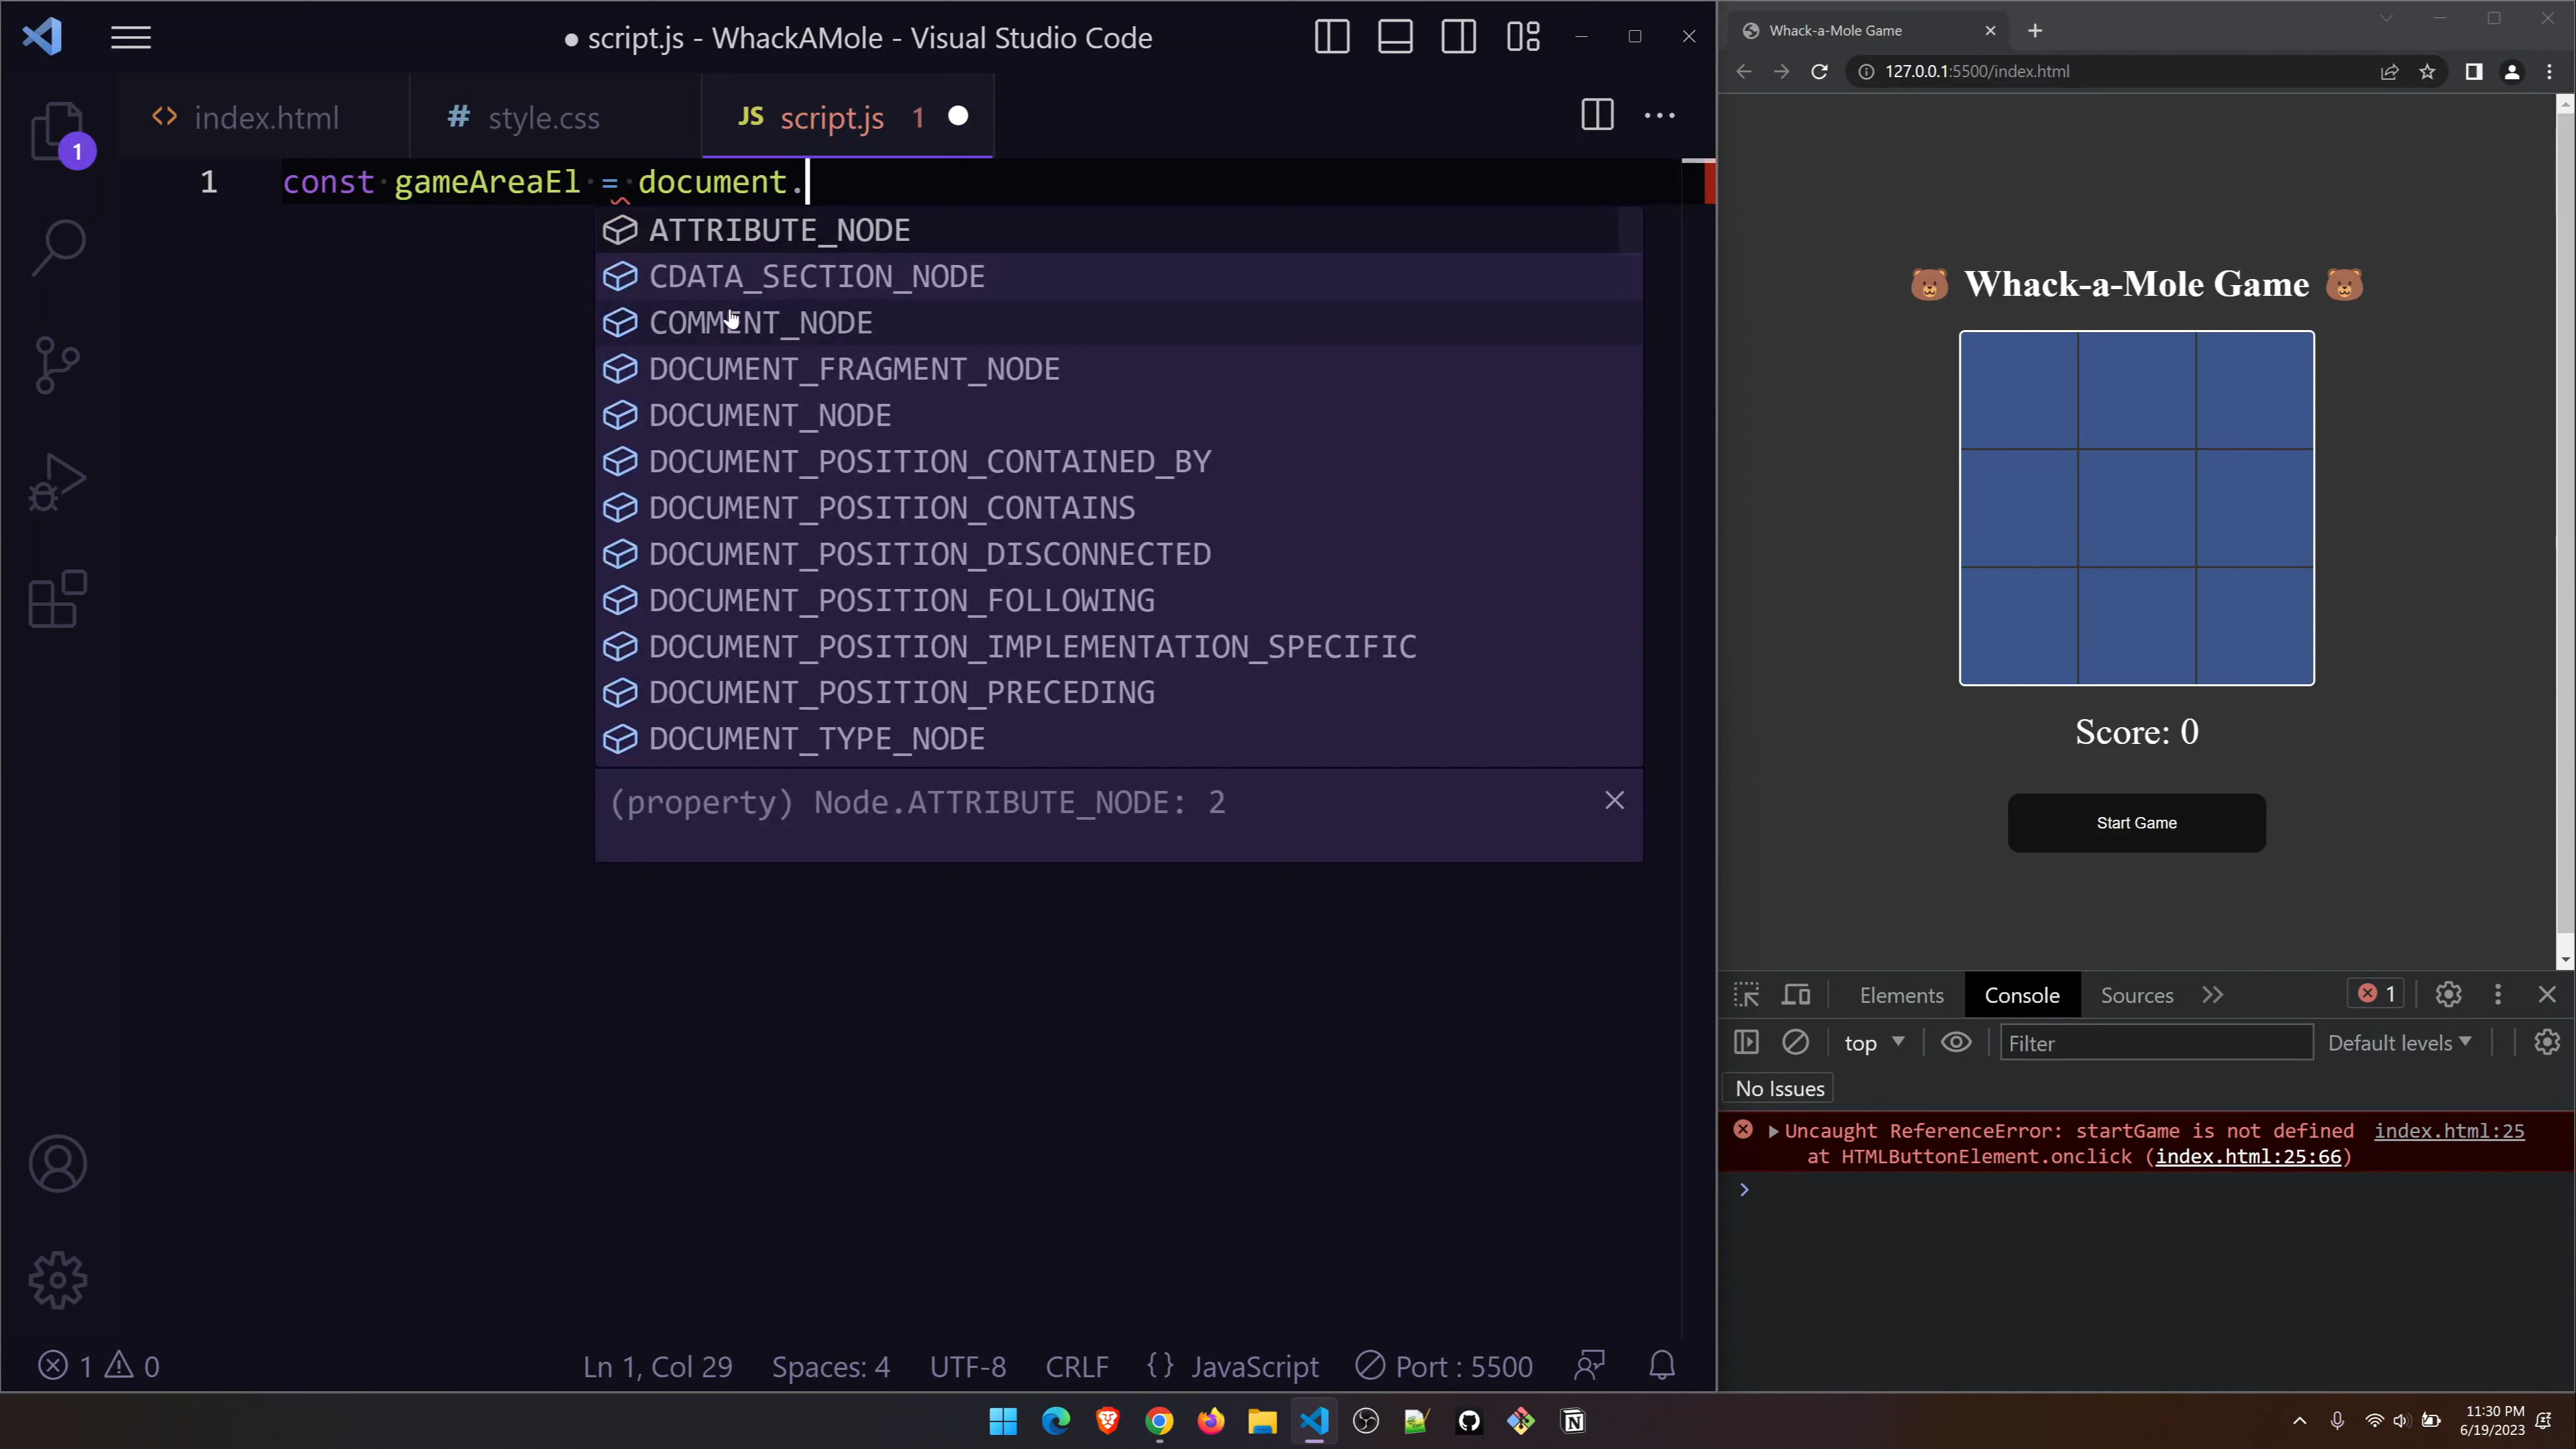 script.js - WhackAMole - Visual Studio Code
index.html
# style.css
JS script.js 1
1
1 const gameAreaEl = document.
ATTRIBUTE_NODE
CDATA_SECTION_NODE
COMMENT_NODE
DOCUMENT_FRAGMENT_NODE
DOCUMENT_NODE
DOCUMENT_POSITION_CONTAINED_BY
DOCUMENT_POSITION_CONTAINS
DOCUMENT_POSITION_DISCONNECTED
DOCUMENT_POSITION_FOLLOWING
DOCUMENT_POSITION_IMPLEMENTATION_SPECIFIC
DOCUMENT_POSITION_PRECEDING
DOCUMENT_TYPE_NODE
(property) Node.ATTRIBUTE_NODE: 2
1 0
Ln 1, Col 29 Spaces: 4 UTF-8 CRLF {} JavaScript Port : 5500
Whack-a-Mole Game
127.0.0.1:5500/index.html
Whack-a-Mole Game
Score: 0
Start Game
Elements Console Sources 1
top Filter Default levels
No Issues
Uncaught ReferenceError: startGame is not defined index.html:25
at HTMLButtonElement.onclick (index.html:25:66)
11:30 PM
6/19/2023